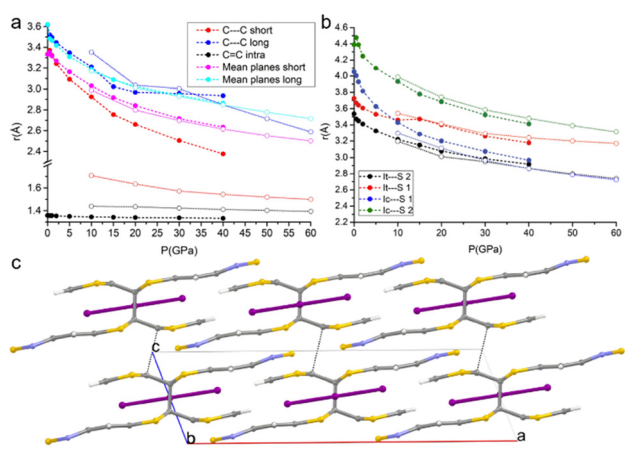 a
C---C short
C---C long
C=C intra
Mean planes short
Mean planes long
r(Å)
3.6
3.4
3.2
3.0
2.8
2.6
2.4
1.6
1.4
0 5 10 15 20 25 30 35 40 45 50 55 60
P(GPa)
b
r(Å)
4.6
4.4
4.2
4.0
3.8
3.6
3.4
3.2
3.0
2.8
2.6
2.4
2.2
It---S 2
It---S 1
Ic---S 1
Ic---S 2
0 10 20 30 40 50 60
P(GPa)
c
c
b
a